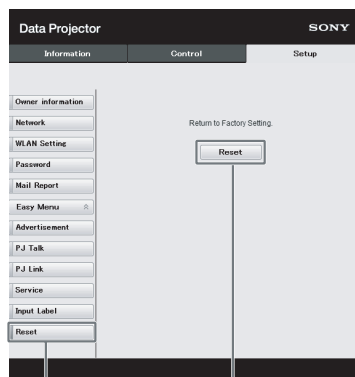 Data Projector
SONY
Information
Control
Setup
Owner information
Network
WLAN Setting
Password
Mail Report
Easy Menu
Advertisement
PJ Talk
PJ Link
Service
Input Label
Reset
Return to Factory Setting.
Reset